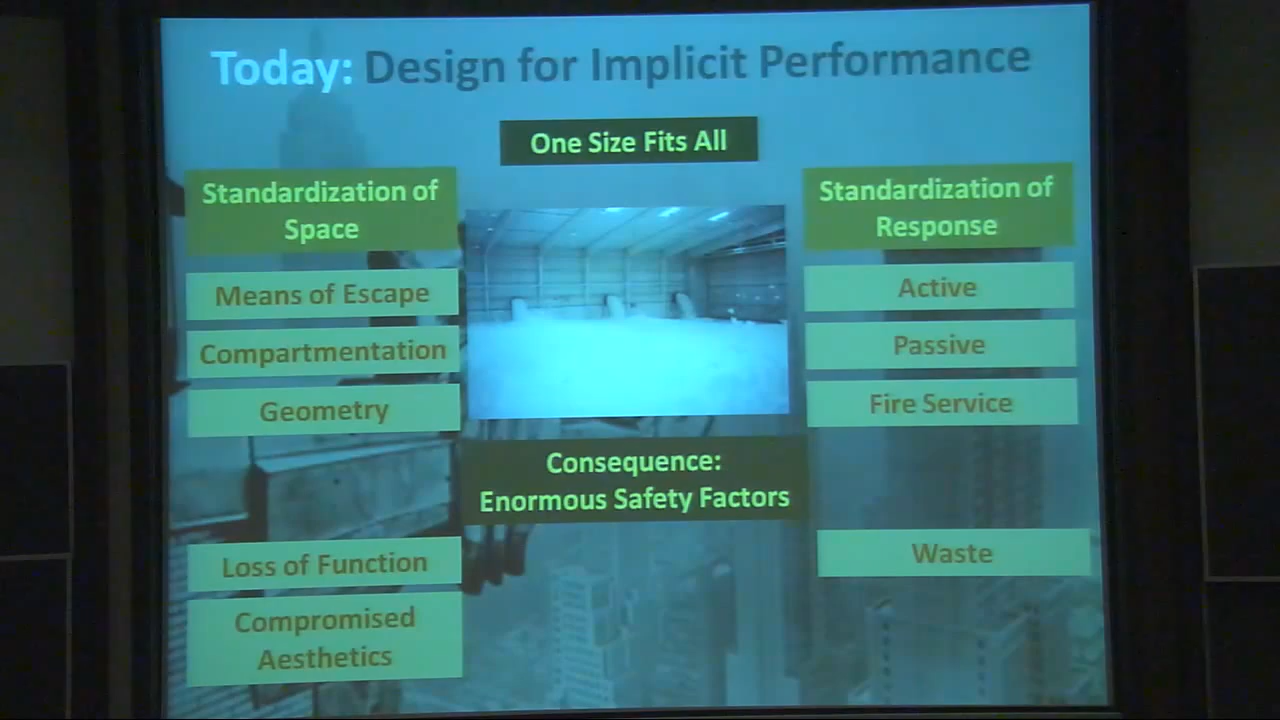 Today: Design for Implicit Performance
One Size Fits All
Standardization of
Space
Means of Escape
Compartmentation
Geometry
Standardization of
Response
Active
Passive
Fire Service
Consequence:
Enormous Safety Factors
Loss of Function
Compromised
Aesthetics
Waste